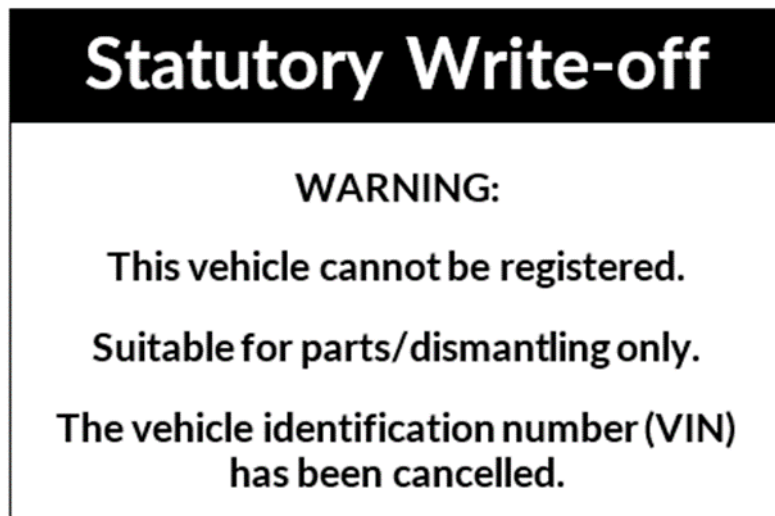 Statutory Write-off
WARNING:
This vehicle cannot be registered.
Suitable for parts/dismantling only.
The vehicle identification number (VIN)
has been cancelled.